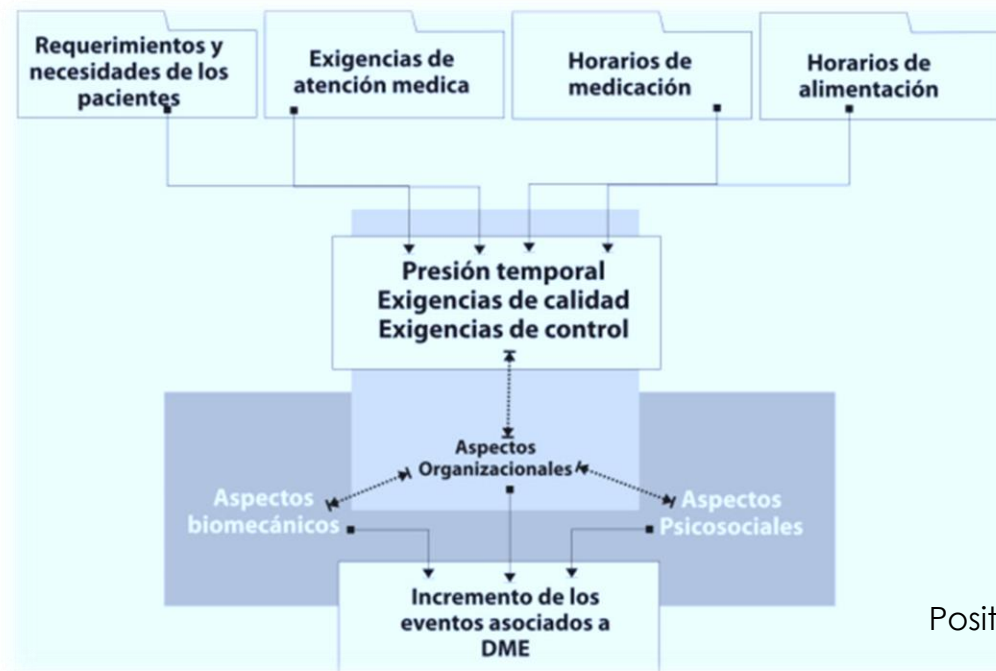 Requerimientos y
necesidades de los
pacientes
Exigencias de
atención medica
Horarios de
medicación
Horarios de
alimentación
Presión temporal
Exigencias de calidad
Exigencias de control
Aspectos
Organizacionales
Aspectos
biomecánicos
Aspectos
Psicosociales
Incremento de los
eventos asociados a
DME
Posit